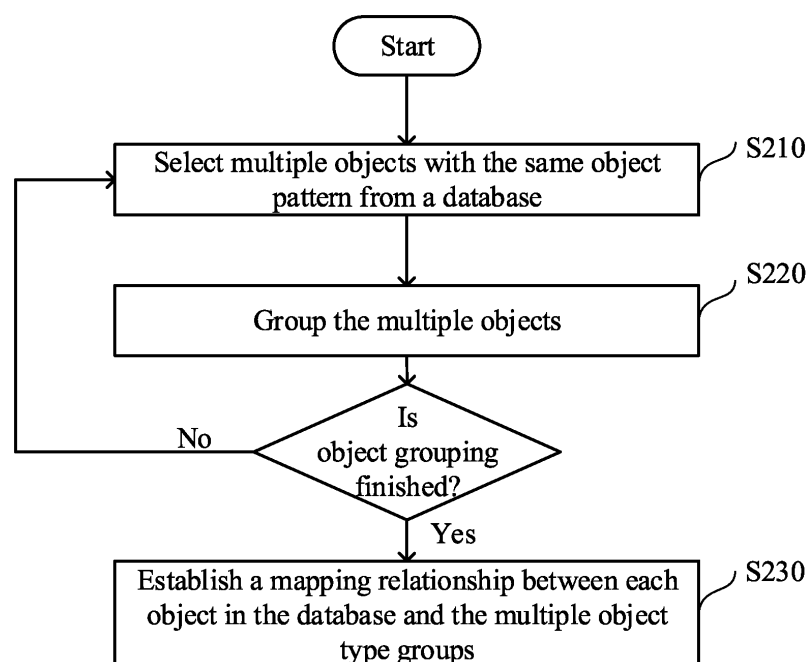 Start
Select multiple objects with the same object
pattern from a database
S210
Group the multiple objects
S220
Is
object grouping
finished?
No
Yes
Establish a mapping relationship between each
object in the database and the multiple object
type groups
S230